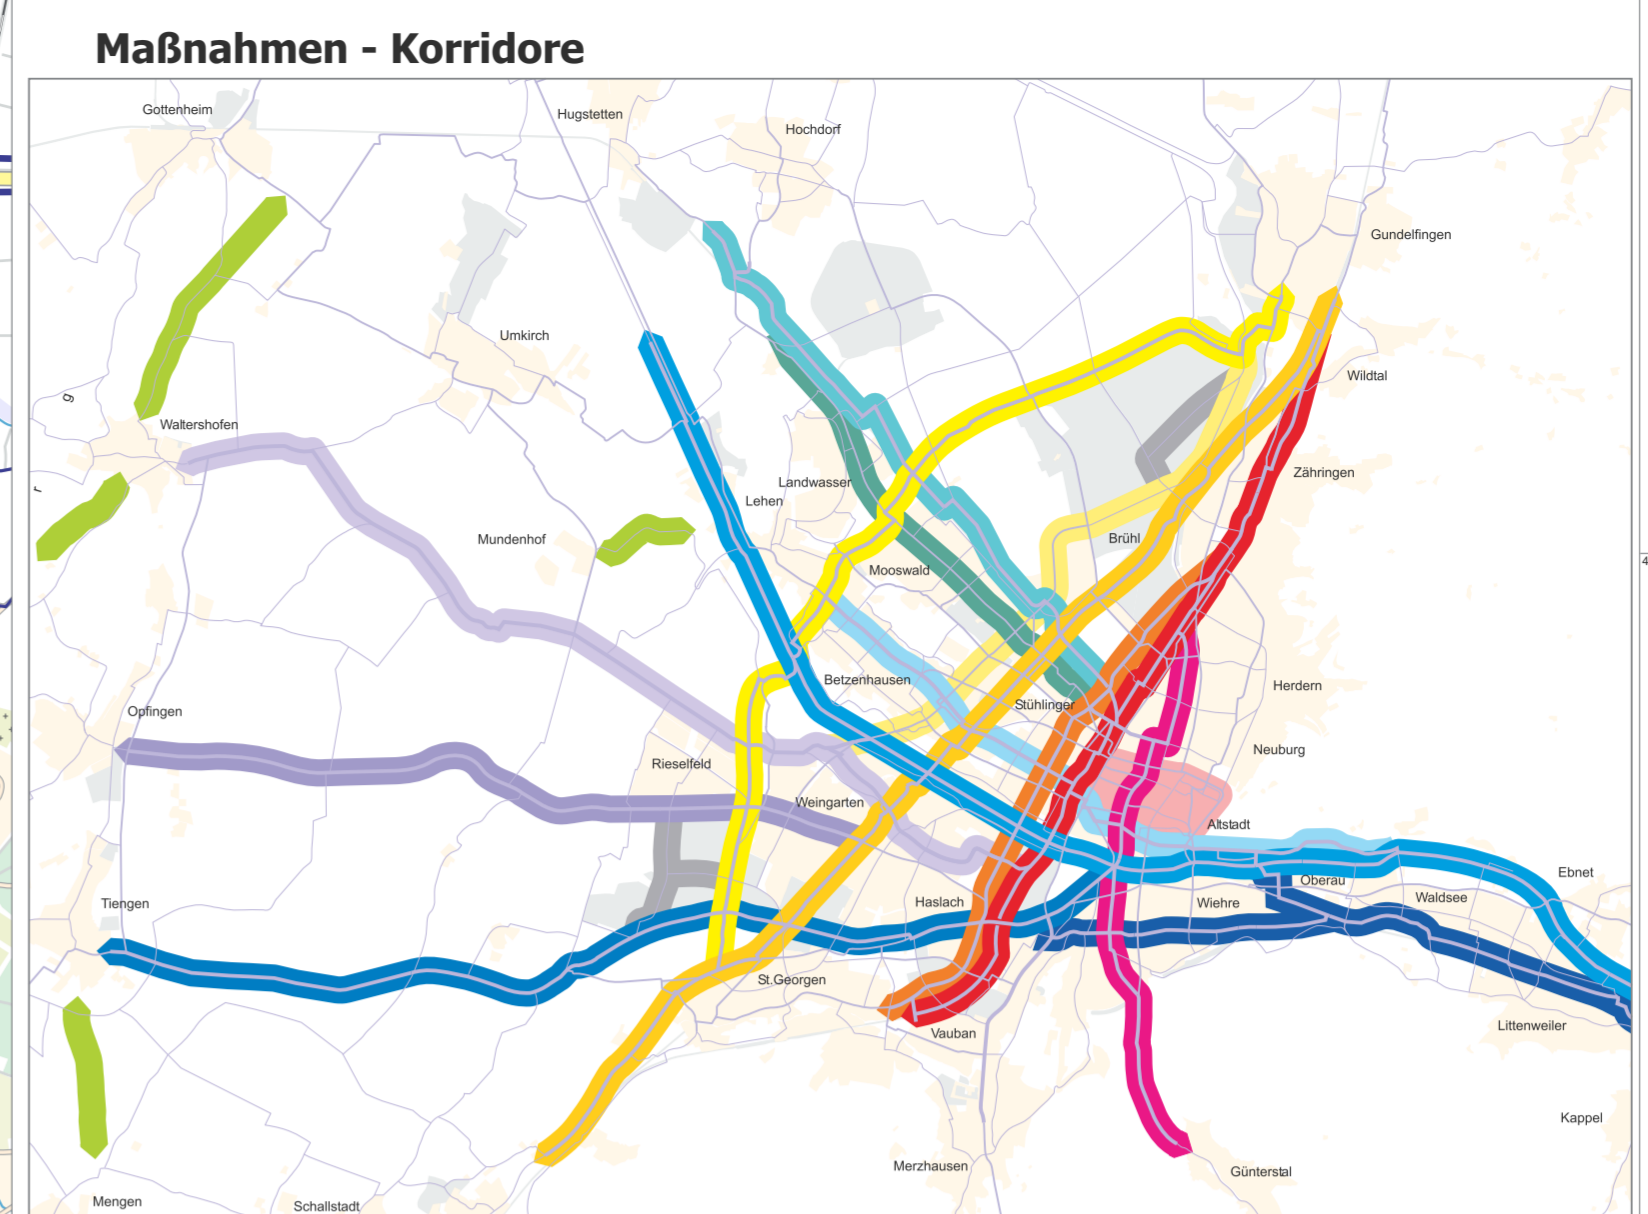 Maßnahmen - Korridore
Gottenheim
Hugstetten
Hochdorf
Gundelfingen
Umkirch
Wildtal
g
Waltershofen
Zähringen
Landwasser
r
Lehen
Mundenhof
Brühl
4
Mooswald
Betzenhausen
Herdern
Stühlinger
Opfingen
Neuburg
Rieselfeld
Weingarten
Altstadt
Ebnet
Oberau
Waldsee
Tiengen
Haslach
Wiehre
St.Georgen
Littenweiler
Vauban
Kappel
Merzhausen
Günterstal
Mengen
Schallstadt